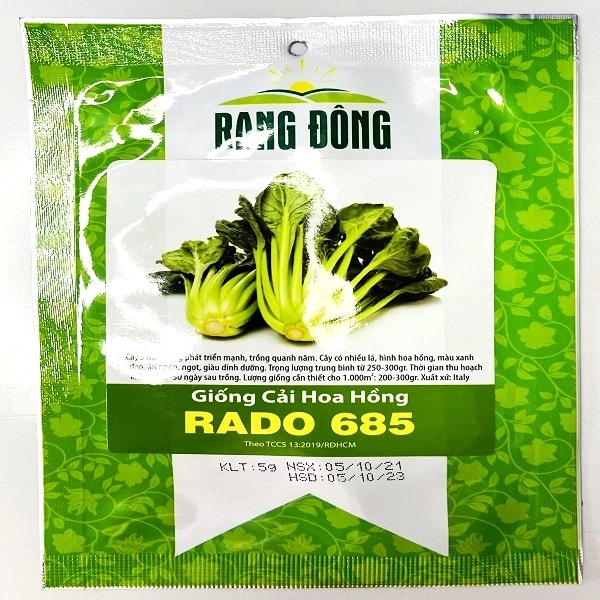 RẠNG ĐÔNG
phát triển mạnh, trồng quanh năm. Cây có nhiều lá, hình hoa hồng, màu xanh
ngọt, giàu dinh dưỡng. Trọng lượng trung bình từ 250-300gr. Thời gian thu hoạch
ngày sau trồng. Lượng giống cần thiết cho 1.000m²: 200-300gr. Xuất xứ: Italy
Giống Cải Hoa Hồng
RADO 685
Theo TCCS 13:2019/RĐHCM
KLT:5g NSX:05/10/21
HSD:05/10/23